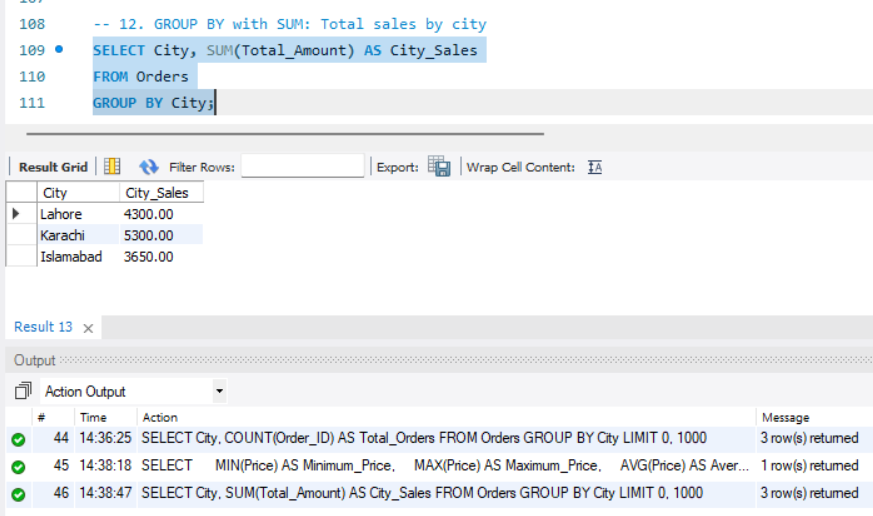 108 -- 12. GROUP BY with SUM: Total sales by city
109 SELECT City, SUM(Total_Amount) AS City_Sales
110 FROM Orders
111 GROUP BY City;
Result Grid Filter Rows: Export: Wrap Cell Content:
City City_Sales
Lahore 4300.00
Karachi 5300.00
Islamabad 3650.00
Result 13
Output
Action Output
# Time Action Message
44 14:36:25 SELECT City, COUNT(Order_ID) AS Total_Orders FROM Orders GROUP BY City LIMIT 0, 1000 3 row(s) returned
45 14:38:18 SELECT MIN(Price) AS Minimum_Price, MAX(Price) AS Maximum_Price, AVG(Price) AS Aver... 1 row(s) returned
46 14:38:47 SELECT City, SUM(Total_Amount) AS City_Sales FROM Orders GROUP BY City LIMIT 0, 1000 3 row(s) returned